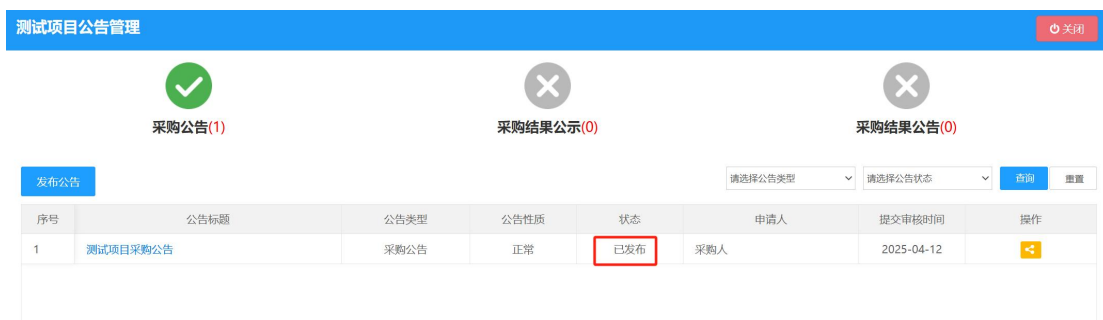 测试项目公告管理 关闭
采购公告(1) 采购结果公示(0) 采购结果公告(0)
发布公告 请选择公告类型 请选择公告状态 查询 重置
序号 公告标题 公告类型 公告性质 状态 申请人 提交审核时间 操作
1 测试项目采购公告 采购公告 正常 已发布 采购人 2025-04-12